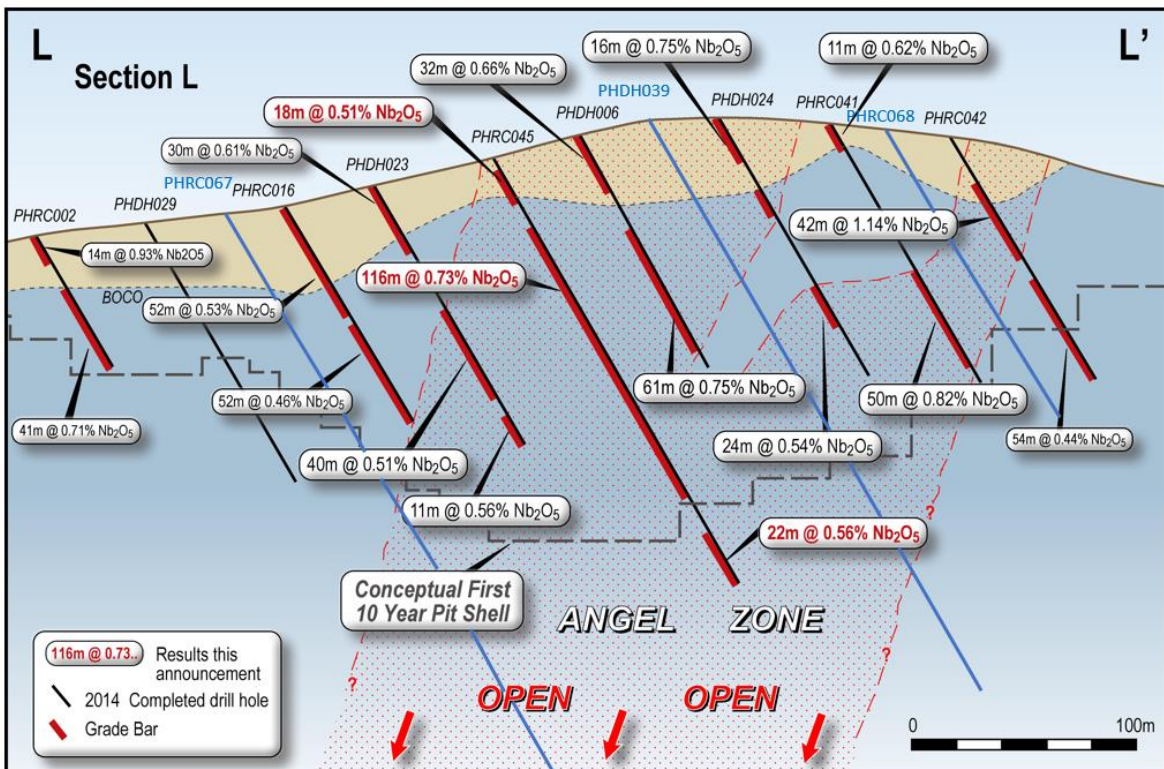 L
L’
Section L
16m @ 0.75% Nb₂O₅
11m @ 0.62% Nb₂O₅
32m @ 0.66% Nb₂O₅
18m @ 0.51% Nb₂O₅
30m @ 0.61% Nb₂O₅
PHRC002
PHDH029
PHRC067
PHRC016
PHDH023
PHRC045
PHDH006
PHDH039
PHDH024
PHRC041
PHRC068
PHRC042
14m @ 0.93% Nb2O5
BOCO
52m @ 0.53% Nb₂O₅
116m @ 0.73% Nb₂O₅
42m @ 1.14% Nb₂O₅
41m @ 0.71% Nb₂O₅
52m @ 0.46% Nb₂O₅
61m @ 0.75% Nb₂O₅
50m @ 0.82% Nb₂O₅
40m @ 0.51% Nb₂O₅
24m @ 0.54% Nb₂O₅
54m @ 0.44% Nb₂O₅
11m @ 0.56% Nb₂O₅
22m @ 0.56% Nb₂O₅
?
Conceptual First
10 Year Pit Shell
ANGEL ZONE
?
?
OPEN OPEN
116m @ 0.73..
Results this
announcement
2014 Completed drill hole
Grade Bar
0 100m